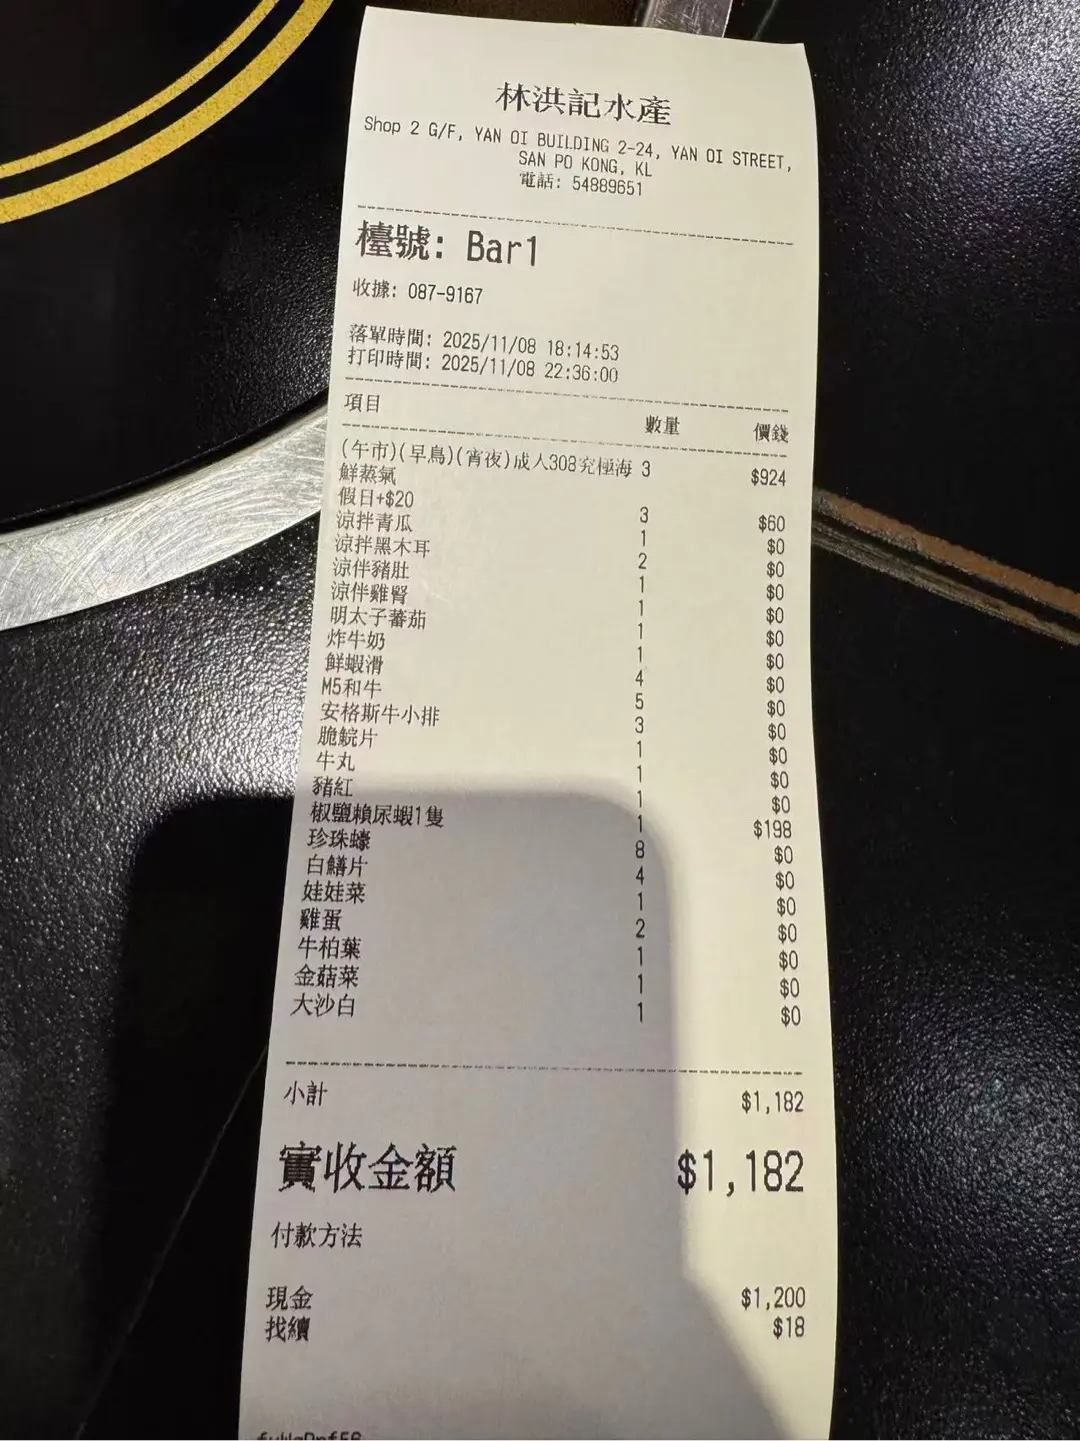 林洪記水產
Shop 2 G/F, YAN OI BUILDING 2-24, YAN OI STREET,
SAN PO KONG, KL
電話: 54889651
檯號: Bar1
收據: 087-9167
落單時間: 2025/11/08 18:14:53
打印時間: 2025/11/08 22:36:00
項目 數量 價錢
(午市)(早鳥)(宵夜)成人308究極海 3 $924
鮮蒸氣
假日+$20 3 $60
涼拌青瓜 1 $0
涼拌黑木耳 2 $0
涼伴豬肚 1 $0
涼伴雞腎 1 $0
明太子蕃茄 1 $0
炸牛奶 1 $0
鮮蝦滑 4 $0
M5和牛 5 $0
安格斯牛小排 3 $0
脆鯇片 1 $0
牛丸 1 $0
豬紅 1 $0
椒鹽賴尿蝦1隻 1 $198
珍珠蠔 8 $0
白鱔片 4 $0
娃娃菜 1 $0
雞蛋 2 $0
牛柏葉 1 $0
金菇菜 1 $0
大沙白 1 $0
小計 $1,182
實收金額 $1,182
付款方法
現金 $1,200
找續 $18